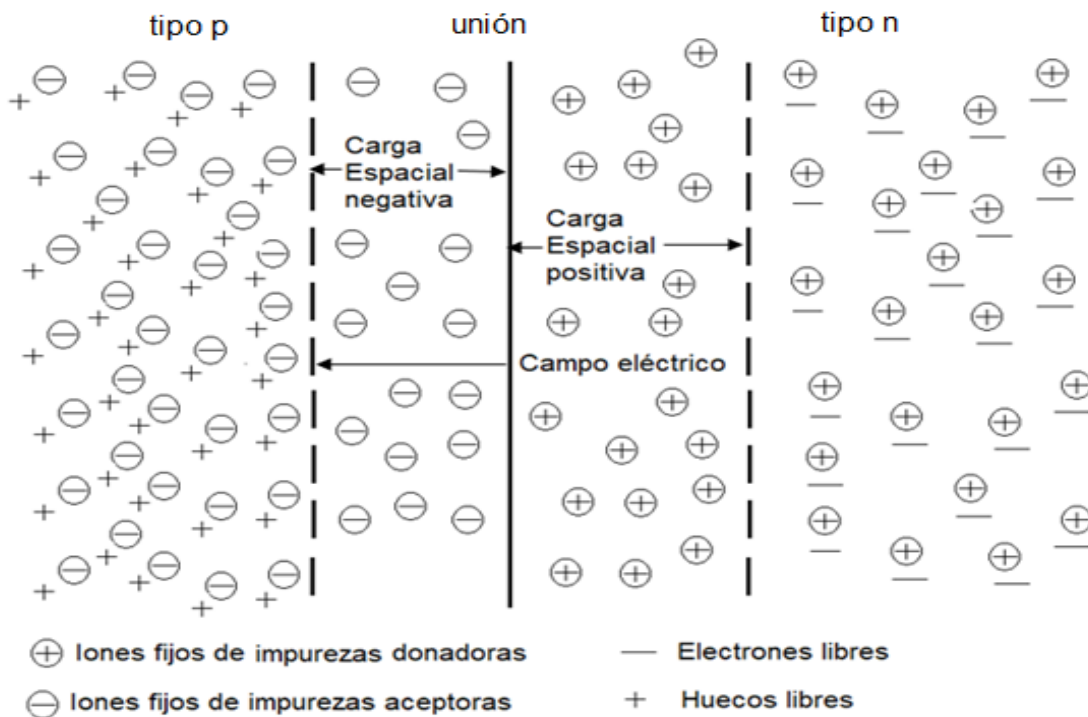 tipo p
unión
tipo n
Carga
Espacial
negativa
Carga
Espacial
positiva
Campo eléctrico
Iones fijos de impurezas donadoras
Electrones libres
Iones fijos de impurezas aceptoras
Huecos libres